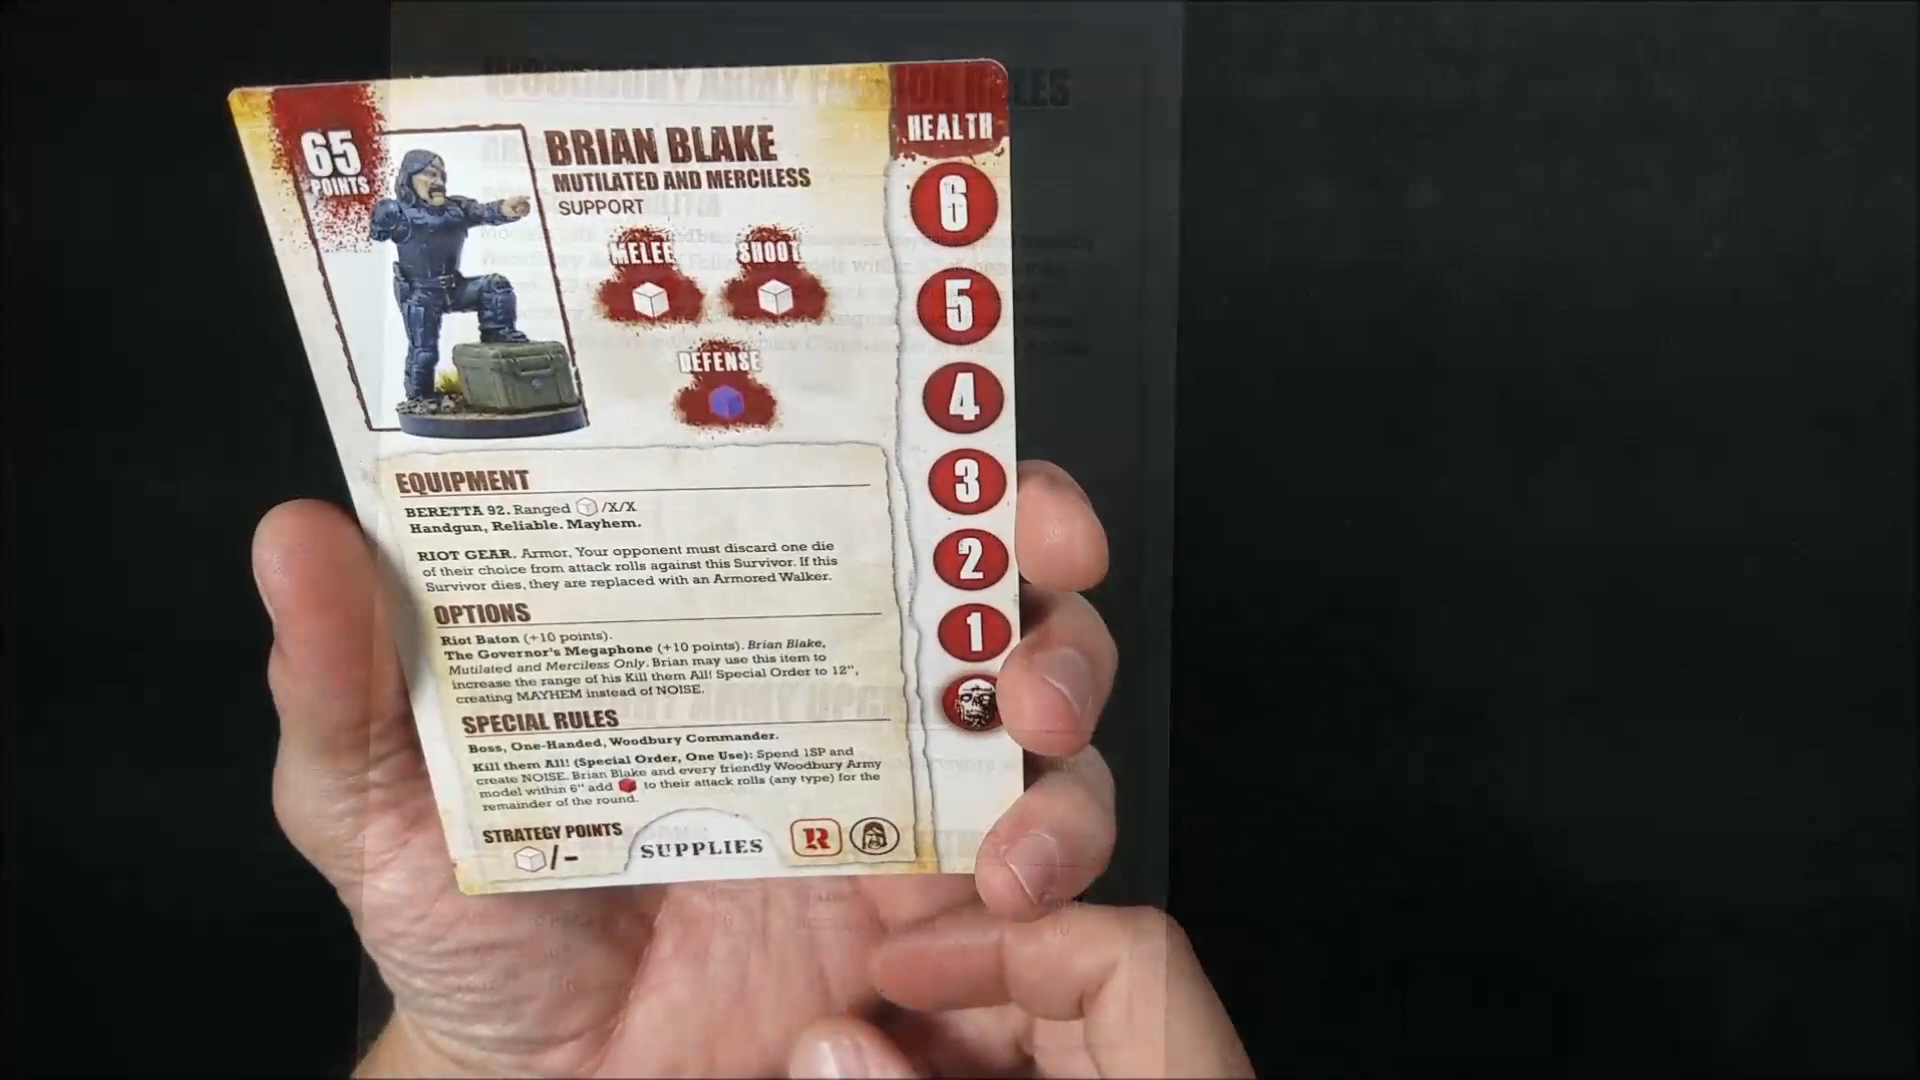 WOODBURY ARMY FACTION RULES
65
POINTS
BRIAN BLAKE
MUTILATED AND MERCILESS
SUPPORT
MELEE
SHOOT
DEFENSE
HEALTH
6
5
4
3
2
1
EQUIPMENT
BERETTA 92. Ranged /X/X
Handgun, Reliable. Mayhem.
RIOT GEAR. Armor, Your opponent must discard one die
of their choice from attack rolls against this Survivor. If this
Survivor dies, they are replaced with an Armored Walker.
OPTIONS
Riot Baton (+10 points).
The Governor's Megaphone (+10 points). Brian Blake,
Mutilated and Merciless Only. Brian may use this item to
increase the range of his Kill them All! Special Order to 12",
creating MAYHEM instead of NOISE.
SPECIAL RULES
Boss, One-Handed, Woodbury Commander.
Kill them All! (Special Order, One Use): Spend 1SP and
create NOISE. Brian Blake and every friendly Woodbury Army
model within 6" add to their attack rolls (any type) for the
remainder of the round.
STRATEGY POINTS
/ -
SUPPLIES
R